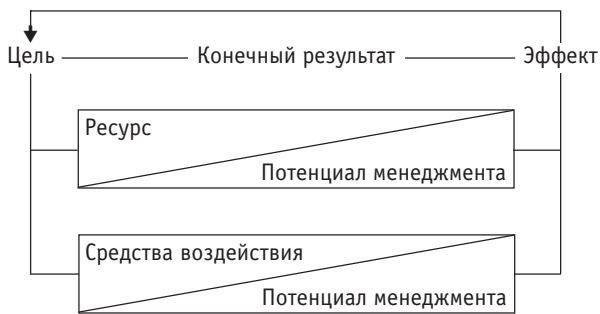 Цель Конечный результат Эффект
Ресурс
Потенциал менеджмента
Средства воздействия
Потенциал менеджмента